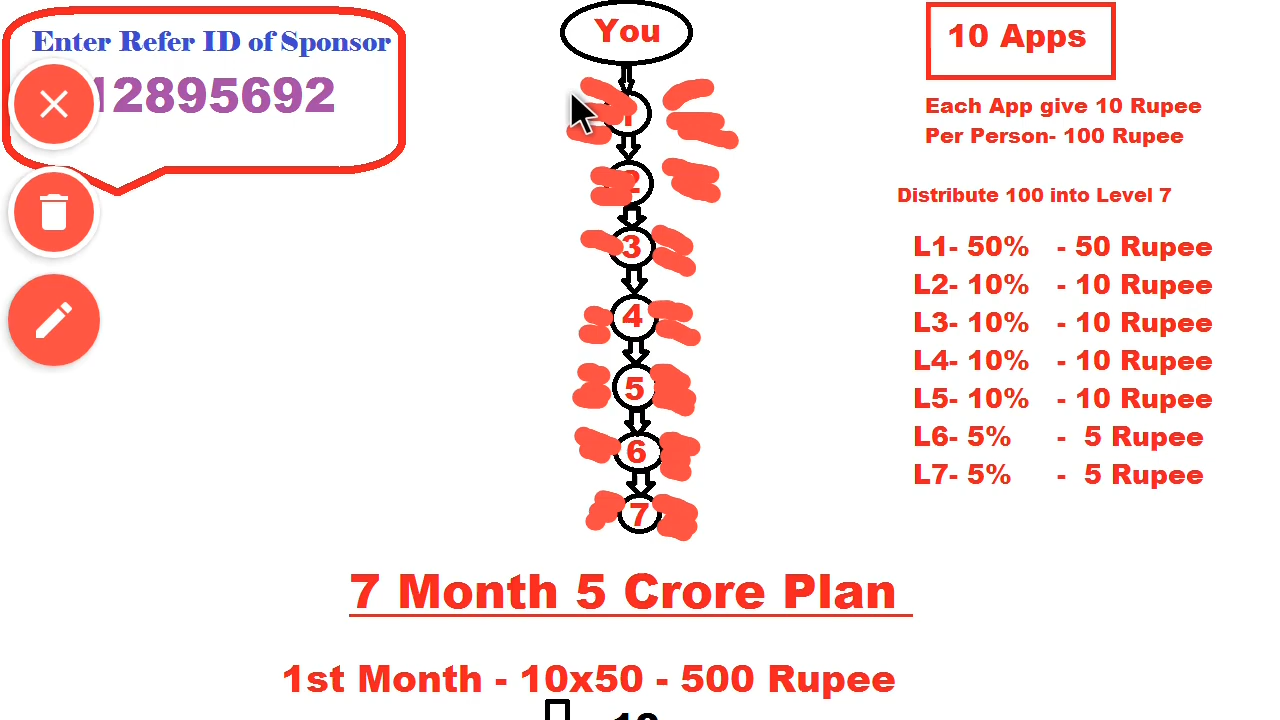 Enter Refer ID of Sponsor
12895692
You
1
2
3
4
5
6
7
10 Apps
Each App give 10 Rupee
Per Person- 100 Rupee
Distribute 100 into Level 7
L1- 50% - 50 Rupee
L2- 10% - 10 Rupee
L3- 10% - 10 Rupee
L4- 10% - 10 Rupee
L5- 10% - 10 Rupee
L6- 5% - 5 Rupee
L7- 5% - 5 Rupee
7 Month 5 Crore Plan
1st Month - 10x50 - 500 Rupee